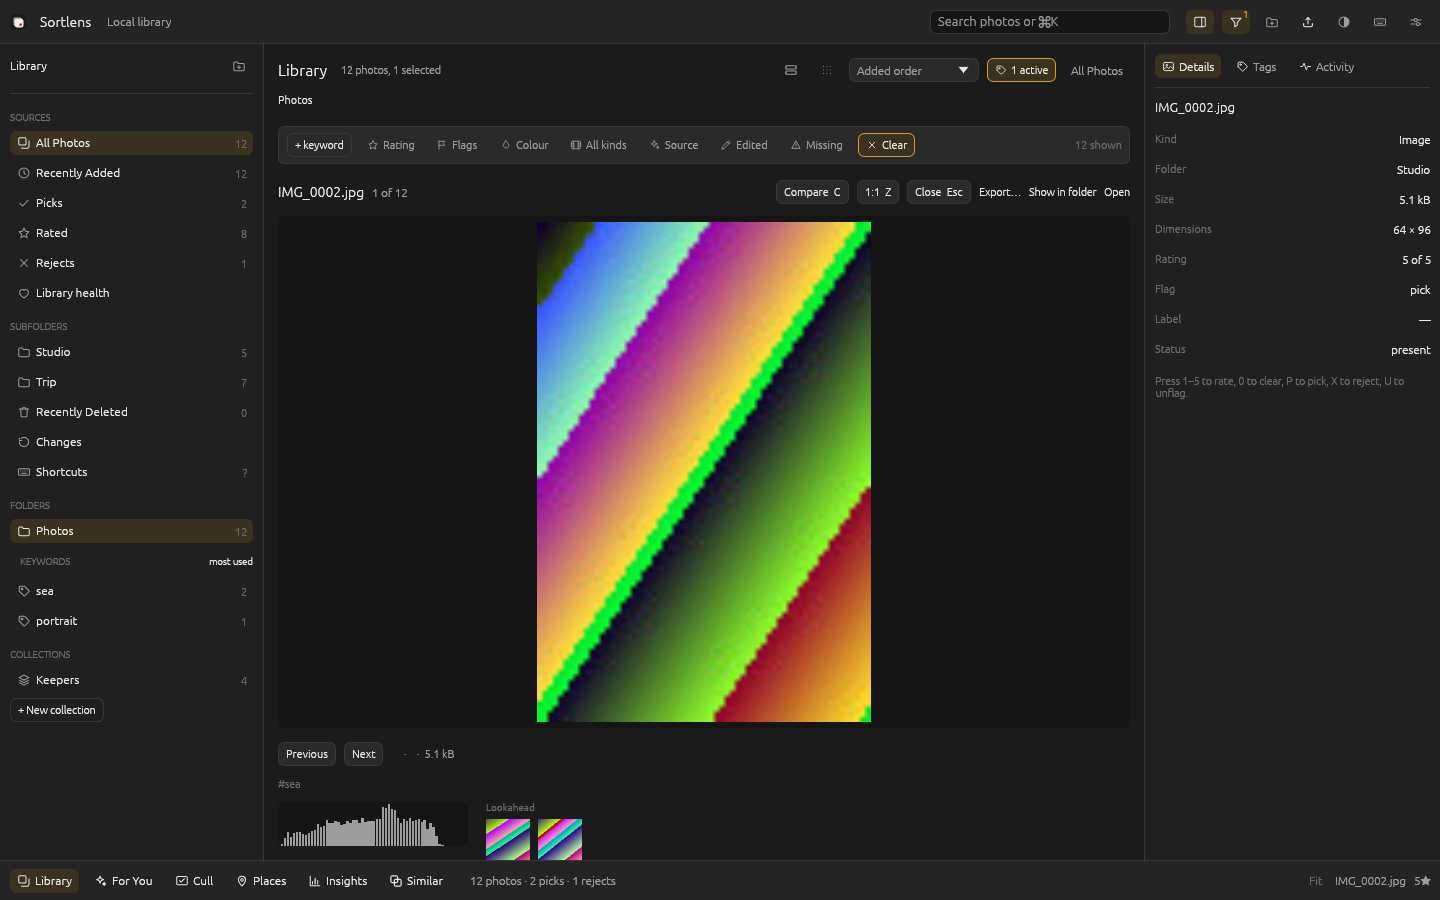 Sortlens Local library Search photos or ⌘K
Library
SOURCES
All Photos 12
Recently Added 12
Picks 2
Rated 8
Rejects 1
Library health
SUBFOLDERS
Studio 5
Trip 7
Recently Deleted 0
Changes
Shortcuts ?
FOLDERS
Photos 12
KEYWORDS most used
sea 2
portrait 1
COLLECTIONS
Keepers 4
+ New collection
Library 12 photos, 1 selected Added order 1 active All Photos
Photos
+ keyword Rating Flags Colour All kinds Source Edited Missing Clear 12 shown
IMG_0002.jpg 1 of 12 Compare C 1:1 Z Close Esc Export… Show in folder Open
Previous Next · · 5.1 kB
#sea
Lookahead
Details Tags Activity
IMG_0002.jpg
Kind Image
Folder Studio
Size 5.1 kB
Dimensions 64 × 96
Rating 5 of 5
Flag pick
Label —
Status present
Press 1–5 to rate, 0 to clear, P to pick, X to reject, U to
unflag.
Library For You Cull Places Insights Similar 12 photos · 2 picks · 1 rejects Fit IMG_0002.jpg 5★